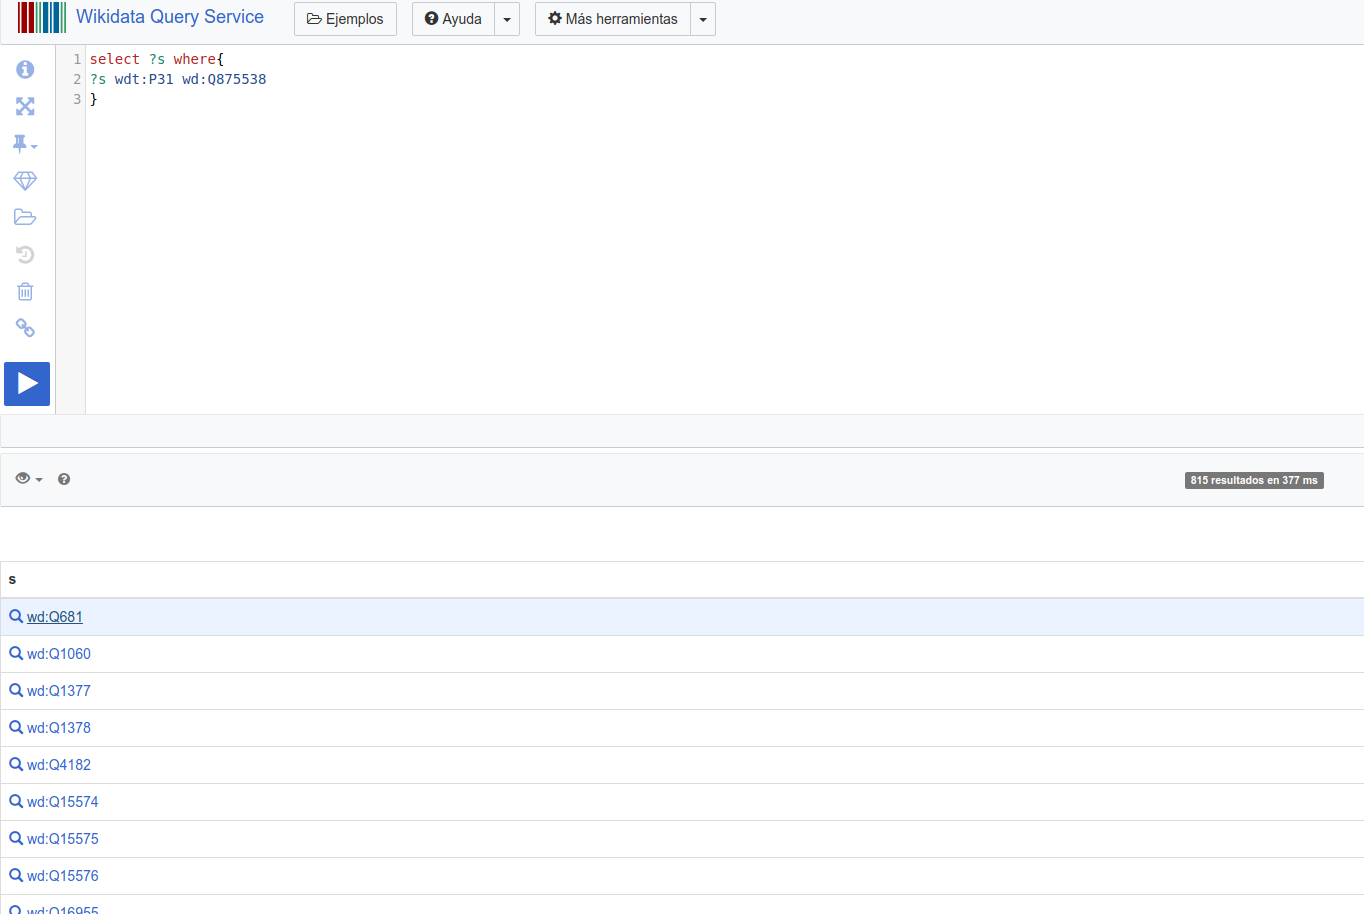 Wikidata Query Service Ejemplos Ayuda Más herramientas
1 select ?s where{
2 ?s wdt:P31 wd:Q875538
3 }
815 resultados en 377 ms
s
wd:Q681
wd:Q1060
wd:Q1377
wd:Q1378
wd:Q4182
wd:Q15574
wd:Q15575
wd:Q15576
wd:Q16955